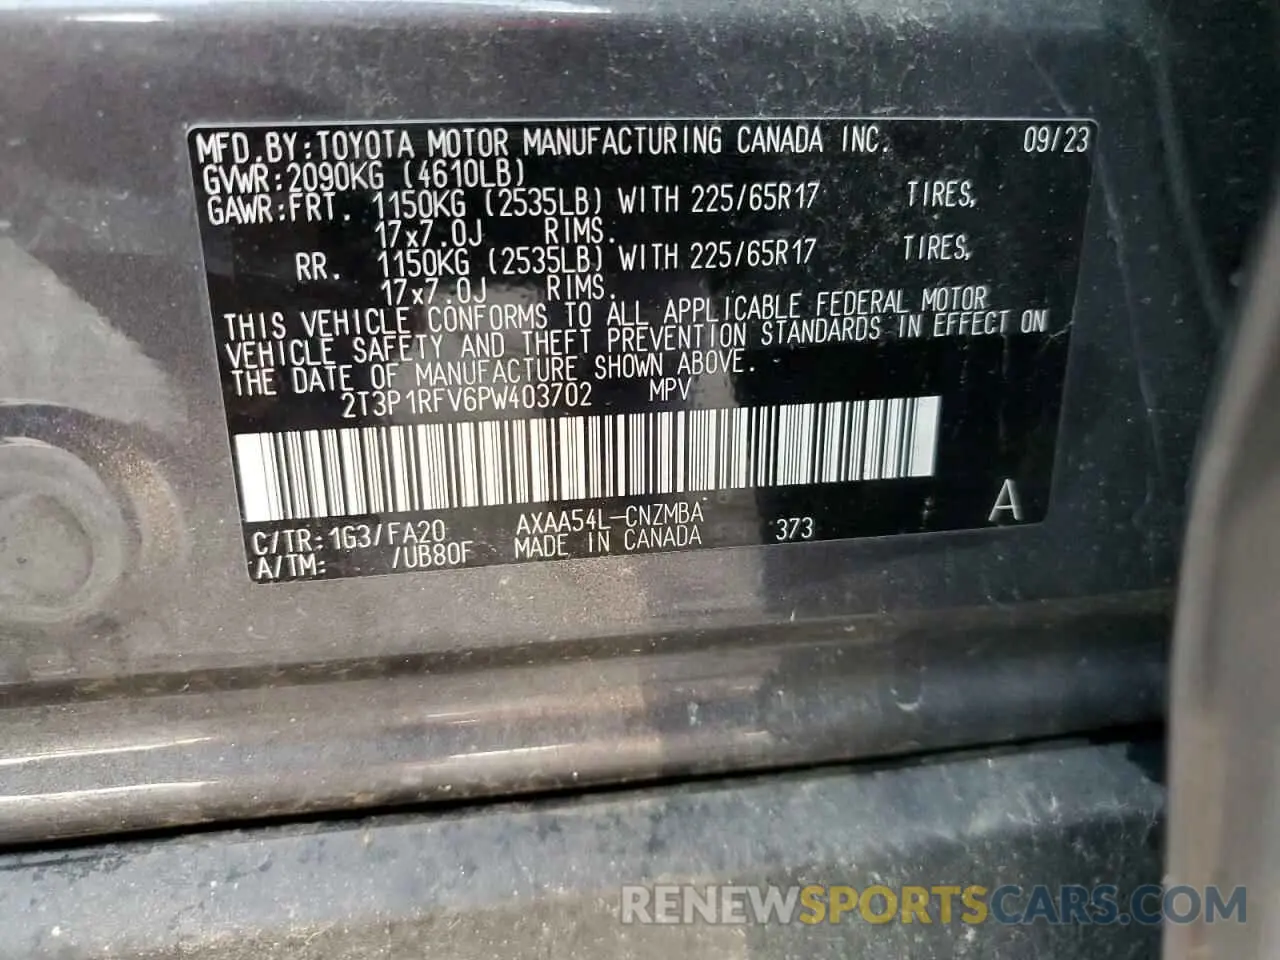 MFD.BY:TOYOTA MOTOR MANUFACTURING CANADA INC. 09/23
GVWR:2090KG (4610LB)
GAWR:FRT. 1150KG (2535LB) WITH 225/65R17 TIRES,
17x7.0J RIMS.
RR. 1150KG (2535LB) WITH 225/65R17 TIRES,
17x7.0J RIMS.
THIS VEHICLE CONFORMS TO ALL APPLICABLE FEDERAL MOTOR
VEHICLE SAFETY AND THEFT PREVENTION STANDARDS IN EFFECT ON
THE DATE OF MANUFACTURE SHOWN ABOVE.
2T3P1RFV6PW403702 MPV
C/TR:1G3/FA20 AXAA54L-CNZMBA 373 A
A/TM: /UB80F MADE IN CANADA
RENEWSPORTSCARS.COM